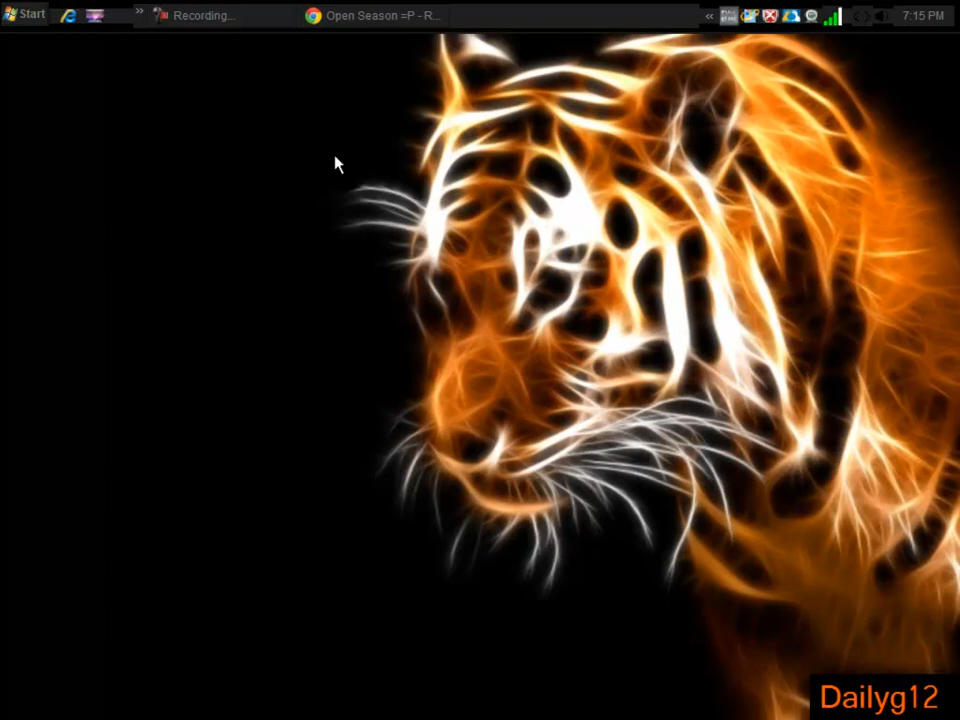 Start
Recording...
Open Season =P - R...
7:15 PM
Dailyg12